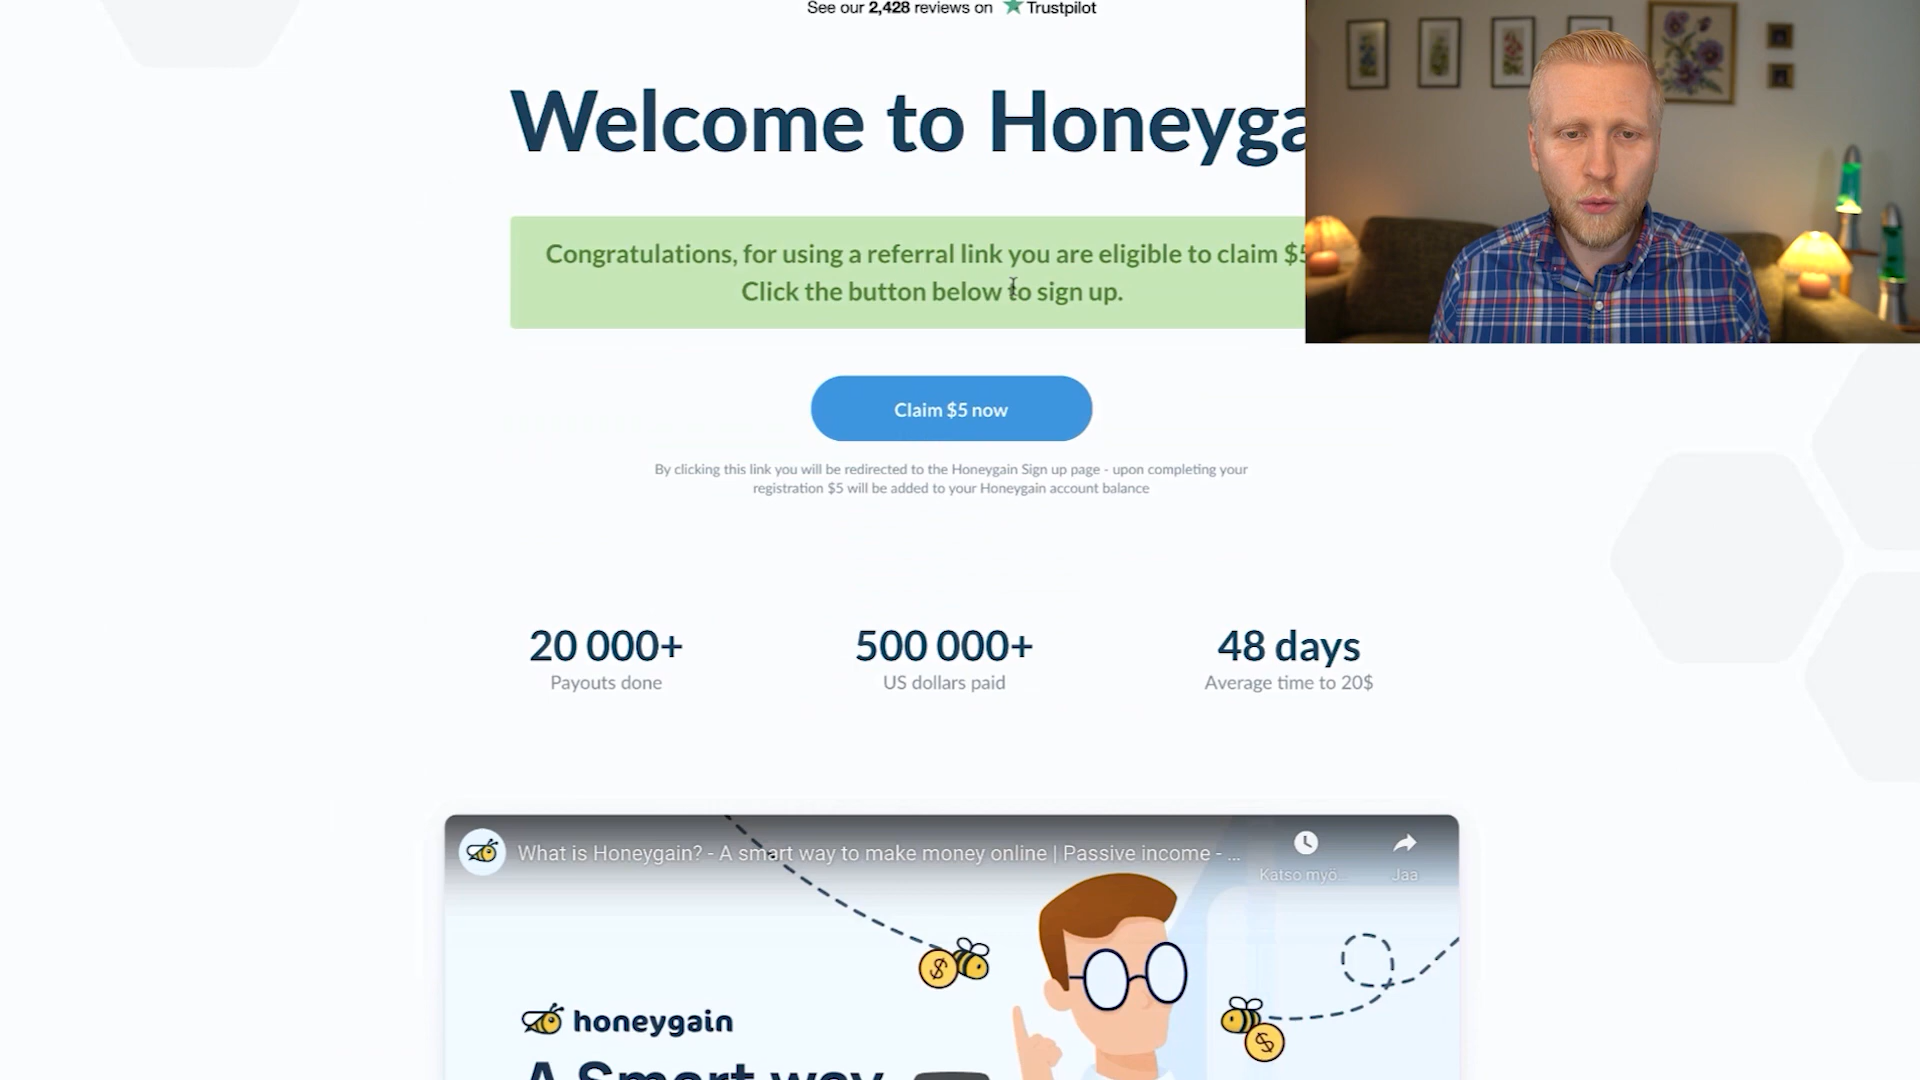 See our 2,428 reviews on Trustpilot
Welcome to Honeyga
Congratulations, for using a referral link you are eligible to claim $5
Click the button below to sign up.
Claim $5 now
By clicking this link you will be redirected to the Honeygain Sign up page - upon completing your
registration $5 will be added to your Honeygain account balance
20 000+
Payouts done
500 000+
US dollars paid
48 days
Average time to 20$
What is Honeygain? - A smart way to make money online | Passive income - ...
Katso myö...
Jaa
honeygain
A Smart way